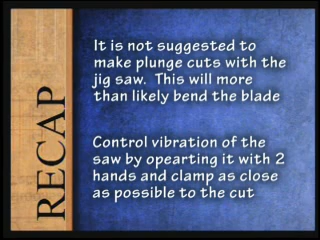 RECAP
It is not suggested to
make plunge cuts with the
jig saw. This will more
than likely bend the blade
Control vibration of the
saw by opearting it with 2
hands and clamp as close
as possible to the cut